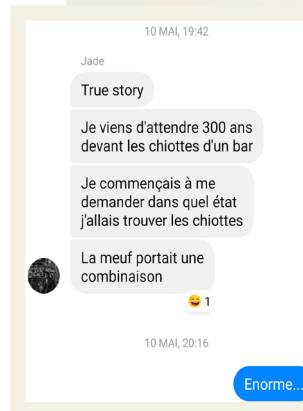 10 MAI, 19:42
Jade
True story
Je viens d'attendre 300 ans
devant les chiottes d'un bar
Je commençais à me
demander dans quel état
j'allais trouver les chiottes
La meuf portait une
combinaison
😄 1
10 MAI, 20:16
Enorme...